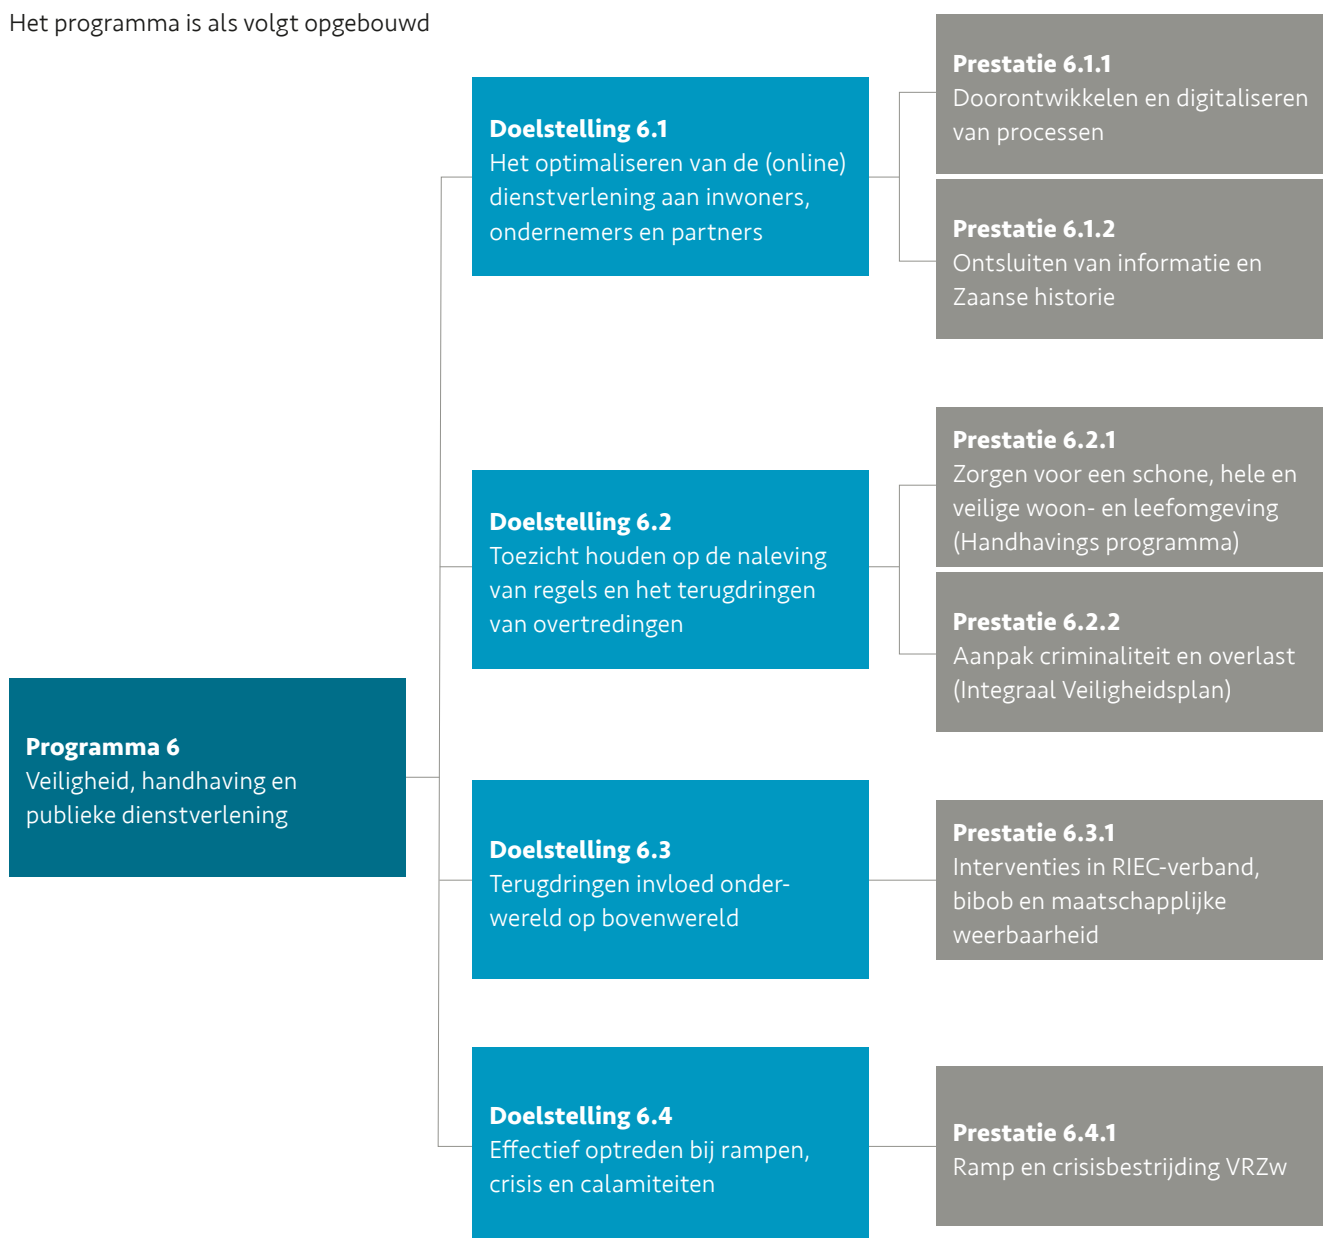 Het programma is als volgt opgebouwd
Programma 6
Veiligheid, handhaving en
publieke dienstverlening
Doelstelling 6.1
Het optimaliseren van de (online)
dienstverlening aan inwoners,
ondernemers en partners
Prestatie 6.1.1
Doorontwikkelen en digitaliseren
van processen
Prestatie 6.1.2
Ontsluiten van informatie en
Zaanse historie
Doelstelling 6.2
Toezicht houden op de naleving
van regels en het terugdringen
van overtredingen
Prestatie 6.2.1
Zorgen voor een schone, hele en
veilige woon- en leefomgeving
(Handhavings programma)
Prestatie 6.2.2
Aanpak criminaliteit en overlast
(Integraal Veiligheidsplan)
Doelstelling 6.3
Terugdringen invloed onder-
wereld op bovenwereld
Prestatie 6.3.1
Interventies in RIEC-verband,
bibob en maatschapplijke
weerbaarheid
Doelstelling 6.4
Effectief optreden bij rampen,
crisis en calamiteiten
Prestatie 6.4.1
Ramp en crisisbestrijding VRZw